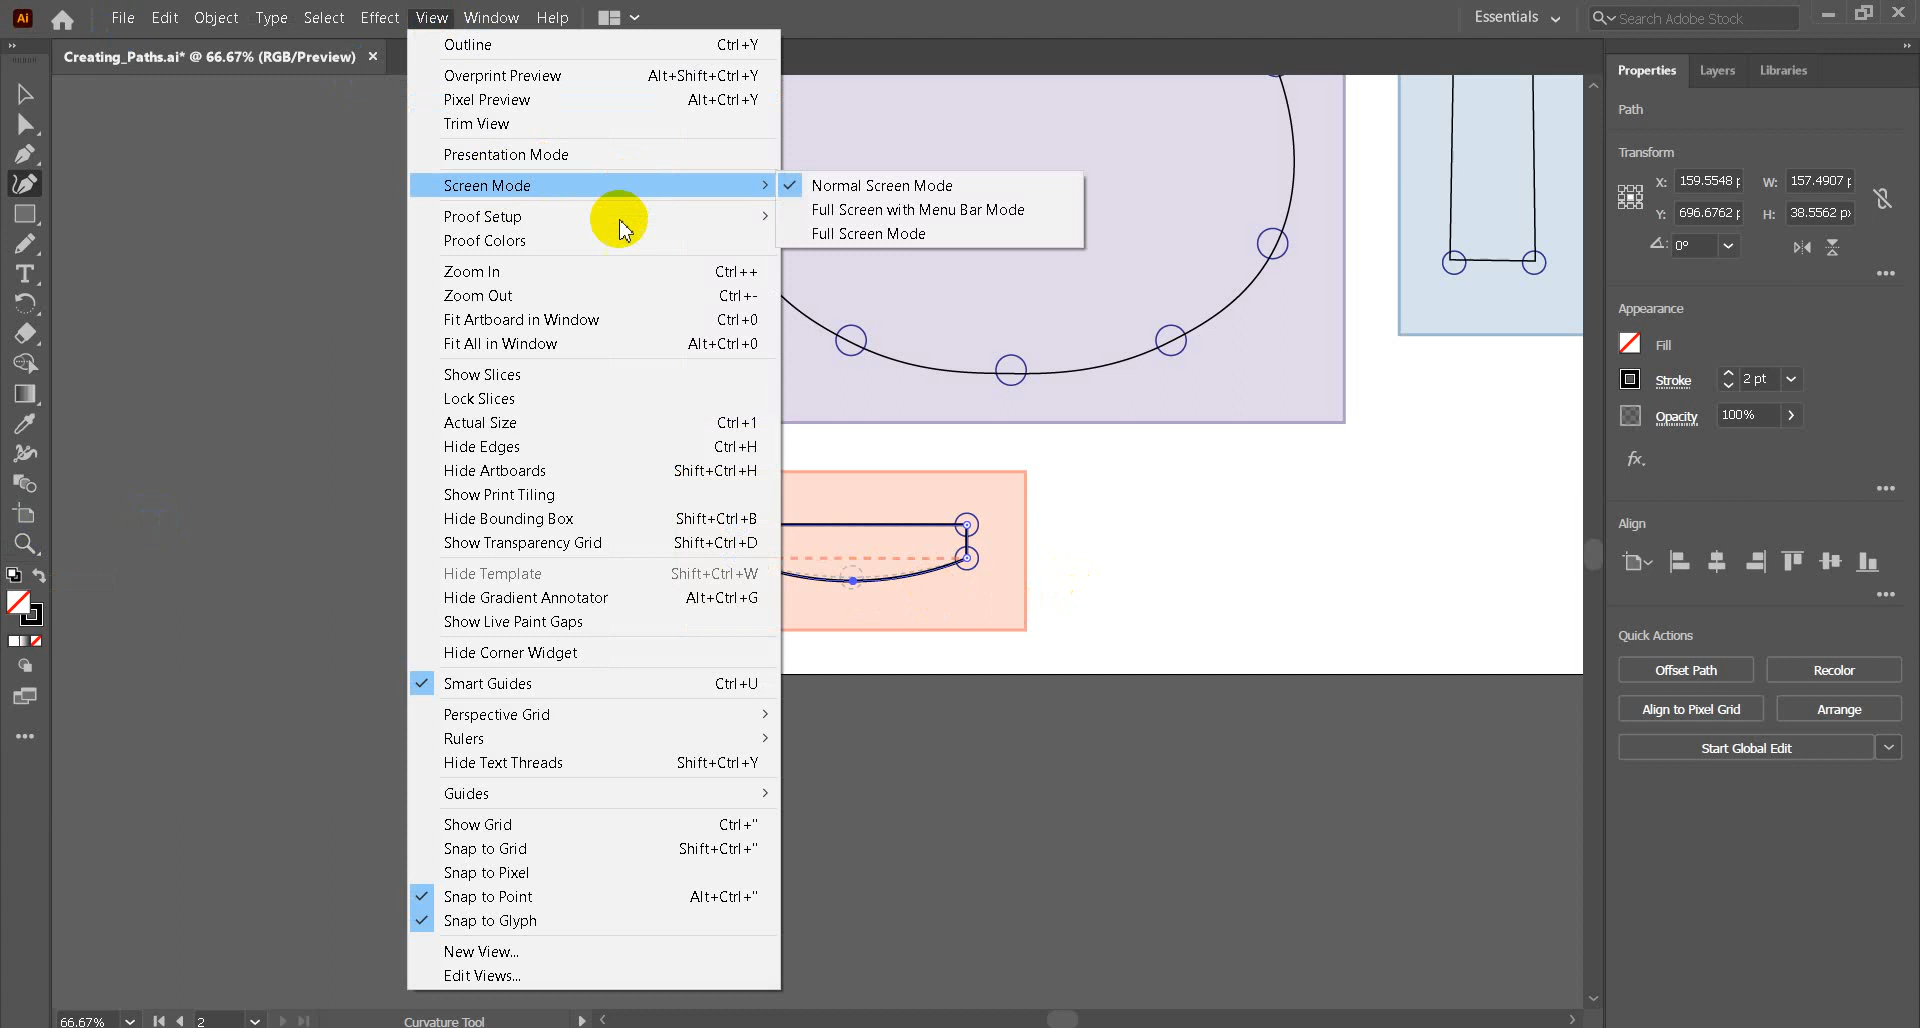 Ai File Edit Object Type Select Effect View Window Help
Essentials
Search Adobe Stock
Creating_Paths.ai* @ 66.67% (RGB/Preview) ×
Outline Ctrl+Y
Overprint Preview Alt+Shift+Ctrl+Y
Pixel Preview Alt+Ctrl+Y
Trim View
Presentation Mode
Screen Mode
Proof Setup
Proof Colors
Zoom In Ctrl++
Zoom Out Ctrl+-
Fit Artboard in Window Ctrl+0
Fit All in Window Alt+Ctrl+0
Show Slices
Lock Slices
Actual Size Ctrl+1
Hide Edges Ctrl+H
Hide Artboards Shift+Ctrl+H
Show Print Tiling
Hide Bounding Box Shift+Ctrl+B
Show Transparency Grid Shift+Ctrl+D
Hide Template Shift+Ctrl+W
Hide Gradient Annotator Alt+Ctrl+G
Show Live Paint Gaps
Hide Corner Widget
Smart Guides Ctrl+U
Perspective Grid
Rulers
Hide Text Threads Shift+Ctrl+Y
Guides
Show Grid Ctrl+"
Snap to Grid Shift+Ctrl+"
Snap to Pixel
Snap to Point Alt+Ctrl+"
Snap to Glyph
New View...
Edit Views...
Normal Screen Mode
Full Screen with Menu Bar Mode
Full Screen Mode
Properties Layers Libraries
Path
Transform
X: 159.5548 p W: 157.4907 p
Y: 696.6762 p H: 38.5562 px
0°
Appearance
Fill
Stroke 2 pt
Opacity 100%
fx.
Align
Quick Actions
Offset Path Recolor
Align to Pixel Grid Arrange
Start Global Edit
66.67% 2 Curvature Tool